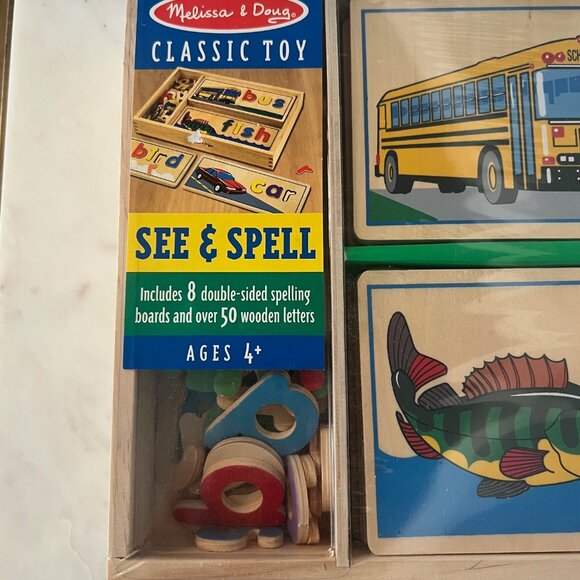 Melissa & Doug®
CLASSIC TOY
bus
fish
bird
car
SEE & SPELL
Includes 8 double-sided spelling
boards and over 50 wooden letters
AGES 4+
SCH